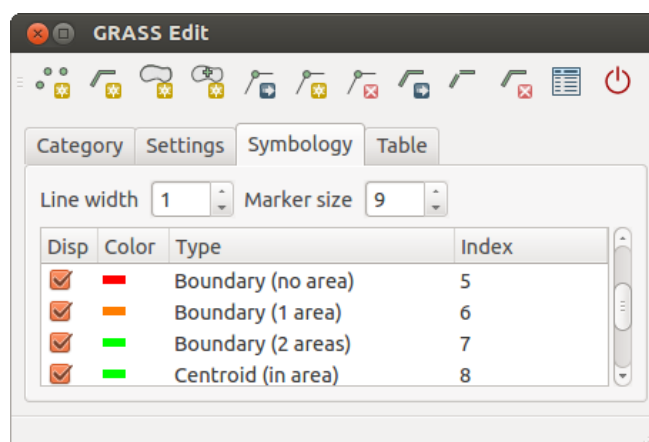 GRASS Edit
Category Settings Symbology Table
Line width 1 Marker size 9
Disp Color Type Index
Boundary (no area) 5
Boundary (1 area) 6
Boundary (2 areas) 7
Centroid (in area) 8